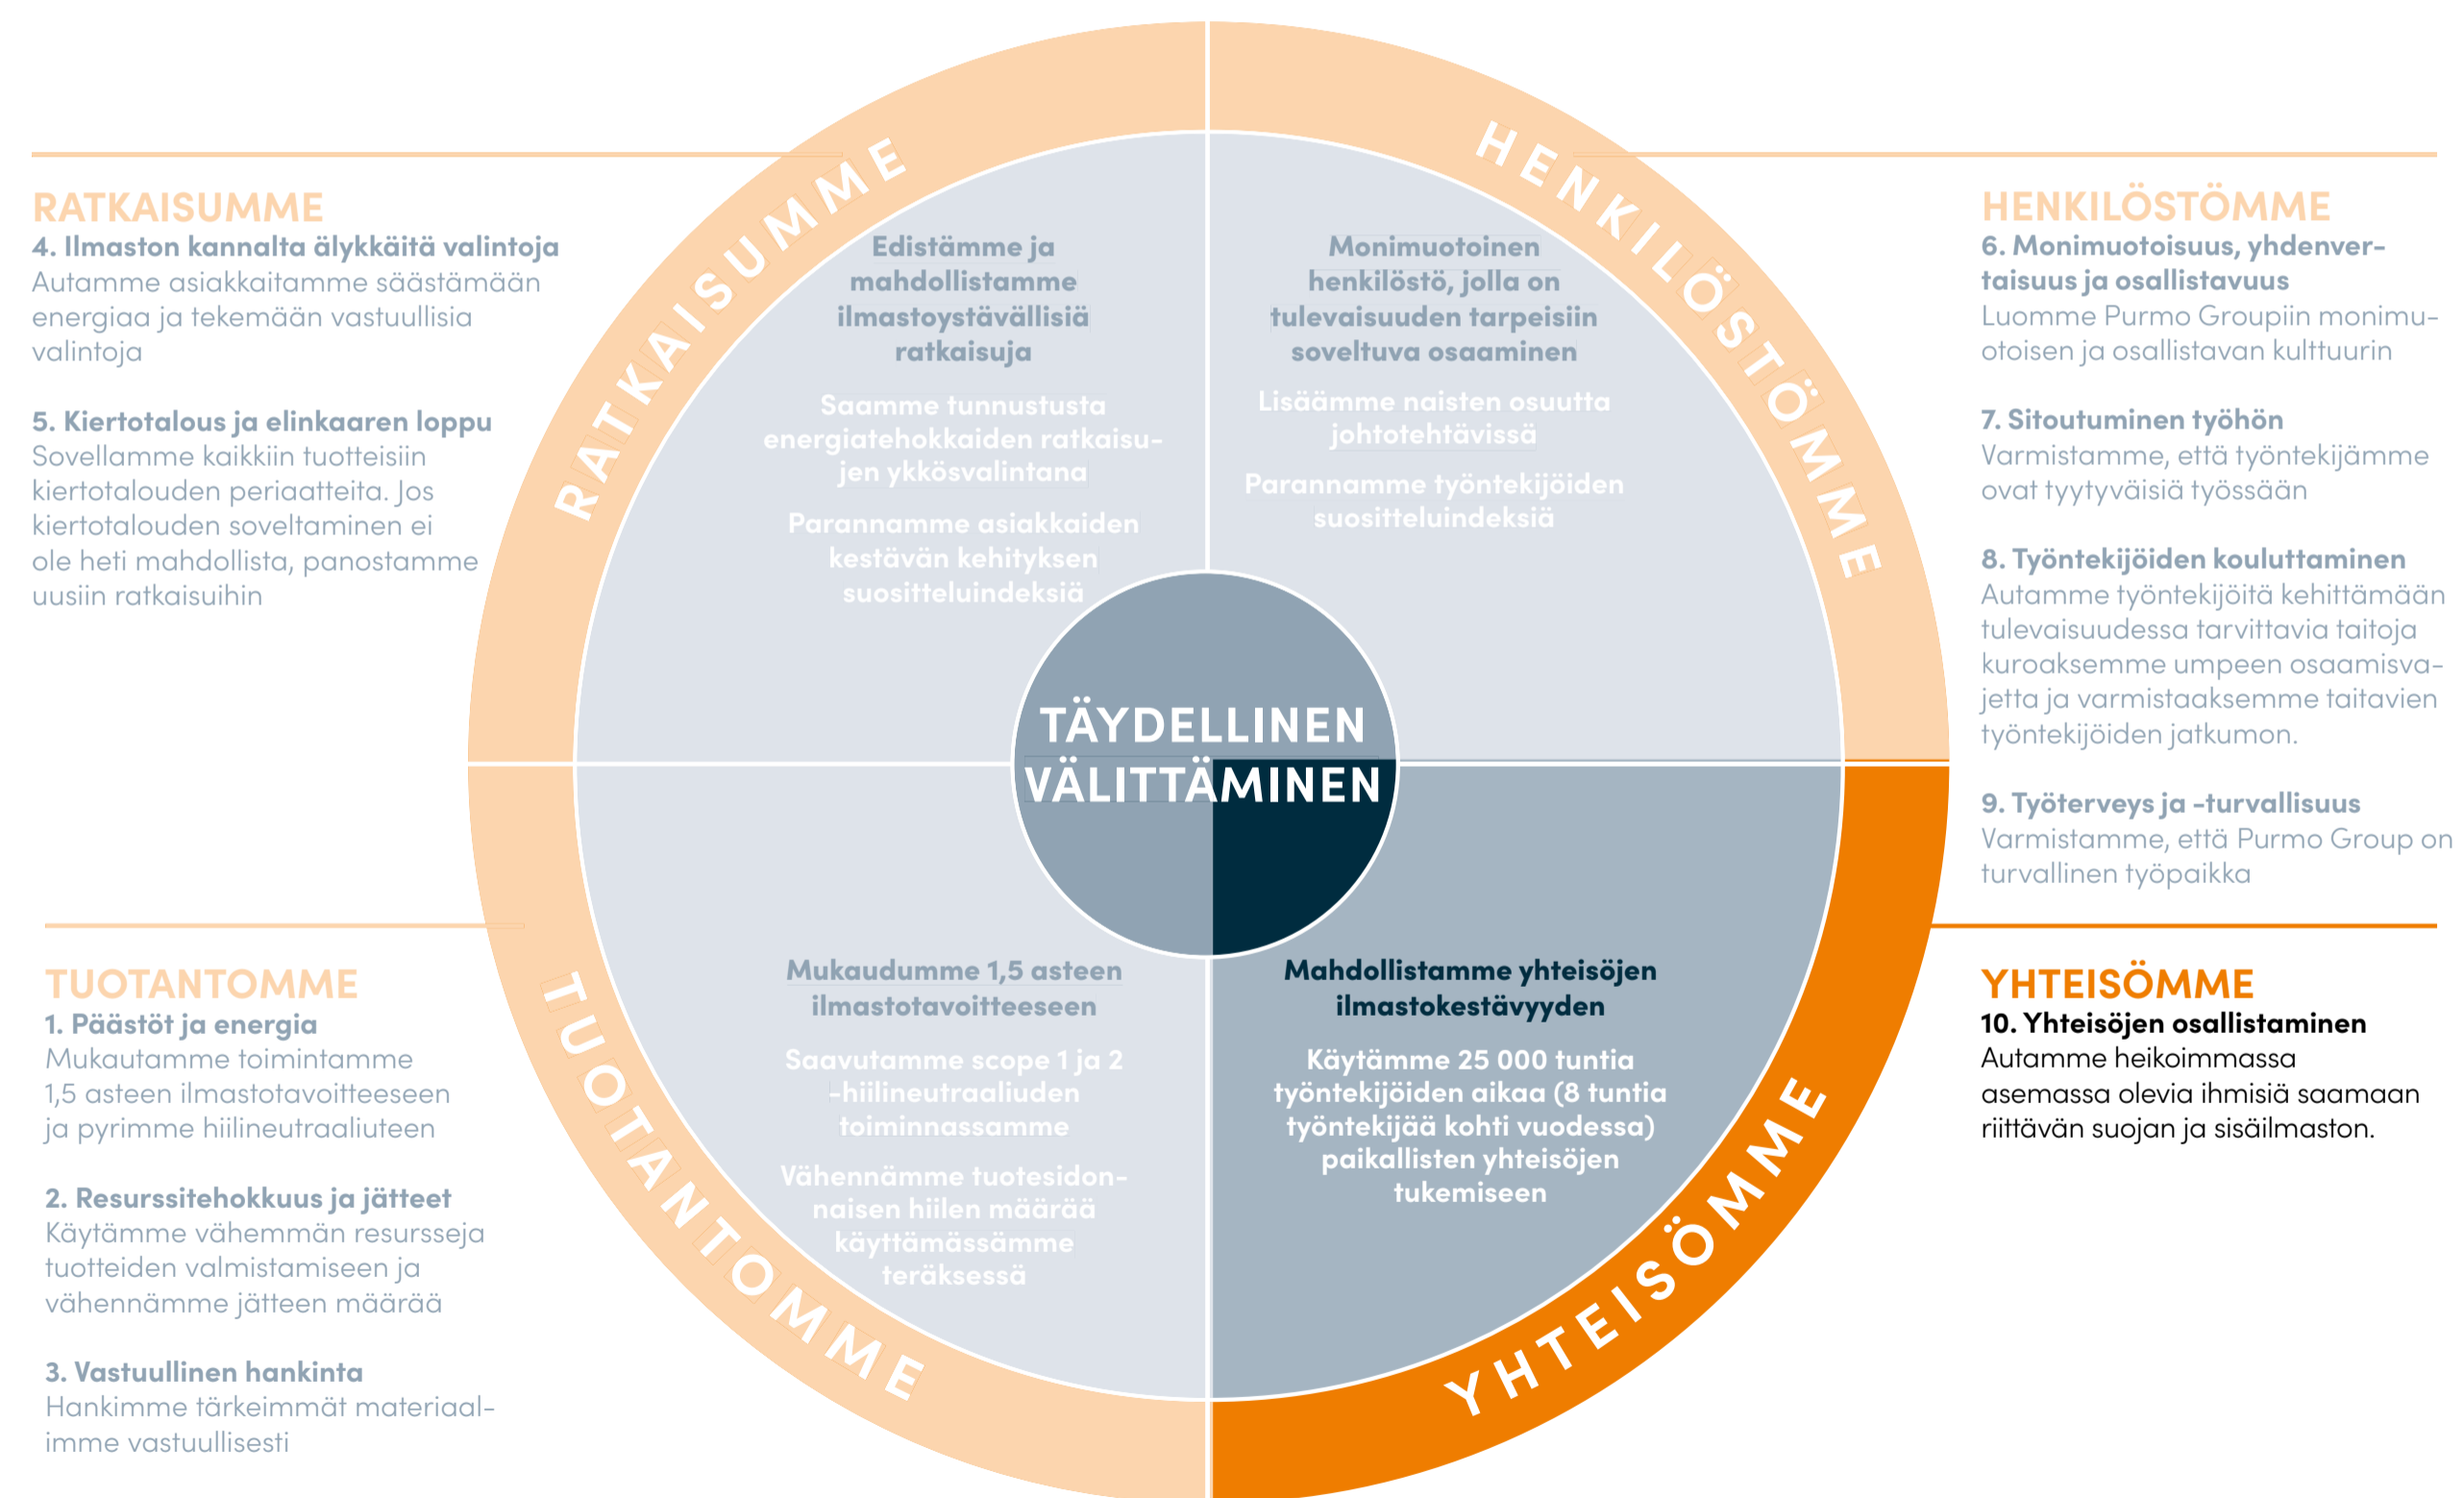 RATKAISUMME
4. Ilmaston kannalta älykkäitä valintoja
Autamme asiakkaitamme säästämään
energiaa ja tekemään vastuullisia
valintoja
5. Kiertotalous ja elinkaaren loppu
Sovellamme kaikkiin tuotteisiin
kiertotalouden periaatteita. Jos
kiertotalouden soveltaminen ei
ole heti mahdollista, panostamme
uusiin ratkaisuihin
TUOTANTOMME
1. Päästöt ja energia
Mukautamme toimintamme
1,5 asteen ilmastotavoitteeseen
ja pyrimme hiilineutraaliuteen
2. Resurssitehokkuus ja jätteet
Käytämme vähemmän resursseja
tuotteiden valmistamiseen ja
vähennämme jätteen määrää
3. Vastuullinen hankinta
Hankimme tärkeimmät materiaal-
imme vastuullisesti
RATKAISUMME
Edistämme ja
mahdollistamme
ilmastoystävällisiä
ratkaisuja
Saamme tunnustusta
energiatehokkaiden ratkaisu-
jen ykkösvalintana
Parannamme asiakkaiden
kestävän kehityksen
suositteluindeksiä
HENKILÖSTÖMME
Monimuotoinen
henkilöstö, jolla on
tulevaisuuden tarpeisiin
soveltuva osaaminen
Lisäämme naisten osuutta
johtotehtävissä
Parannamme työntekijöiden
suositteluindeksiä
TÄYDELLINEN
VÄLITTÄMINEN
TUOTANTOMME
Mukaudumme 1,5 asteen
ilmastotavoitteeseen
Saavutamme scope 1 ja 2
-hiilineutraaliuden
toiminnassamme
Vähennämme tuotesidon-
naisen hiilen määrää
käyttämässämme
teräksessä
YHTEISÖMME
Mahdollistamme yhteisöjen
ilmastokestävyyden
Käytämme 25 000 tuntia
työntekijöiden aikaa (8 tuntia
työntekijää kohti vuodessa)
paikallisten yhteisöjen
tukemiseen
HENKILÖSTÖMME
6. Monimuotoisuus, yhdenver-
taisuus ja osallistavuus
Luomme Purmo Groupiin monimu-
otoisen ja osallistavan kulttuurin
7. Sitoutuminen työhön
Varmistamme, että työntekijämme
ovat tyytyväisiä työssään
8. Työntekijöiden kouluttaminen
Autamme työntekijöitä kehittämään
tulevaisuudessa tarvittavia taitoja
kuroaksemme umpeen osaamisva-
jetta ja varmistaaksemme taitavien
työntekijöiden jatkumon.
9. Työterveys ja -turvallisuus
Varmistamme, että Purmo Group on
turvallinen työpaikka
YHTEISÖMME
10. Yhteisöjen osallistaminen
Autamme heikoimmassa
asemassa olevia ihmisiä saamaan
riittävän suojan ja sisäilmaston.